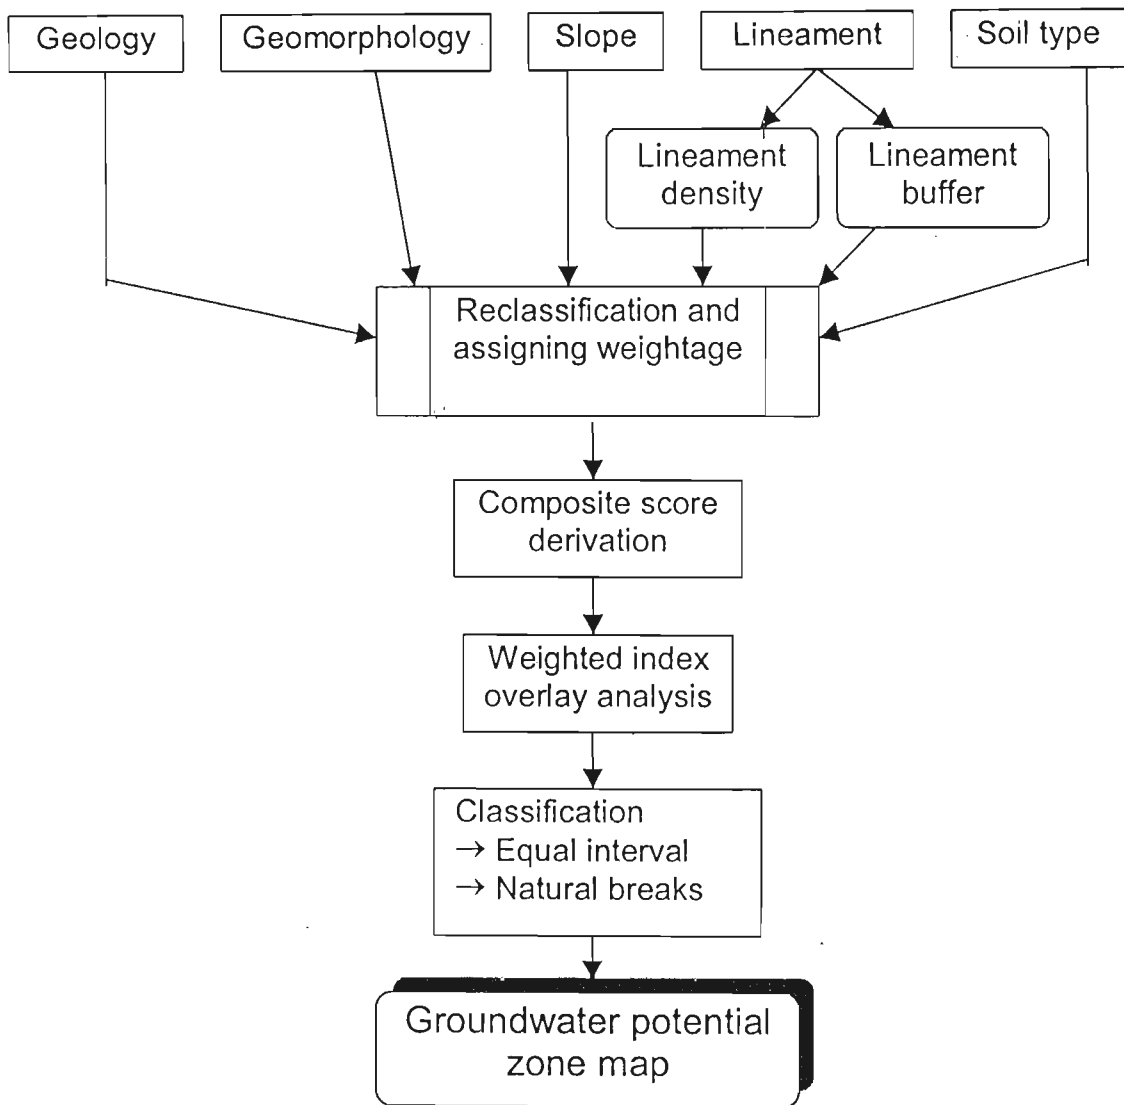 Geology
Geomorphology
Slope
Lineament
Soil type
Lineament
density
Lineament
buffer
Reclassification and
assigning weightage
Composite score
derivation
Weighted index
overlay analysis
Classification
→ Equal interval
→ Natural breaks
Groundwater potential
zone map